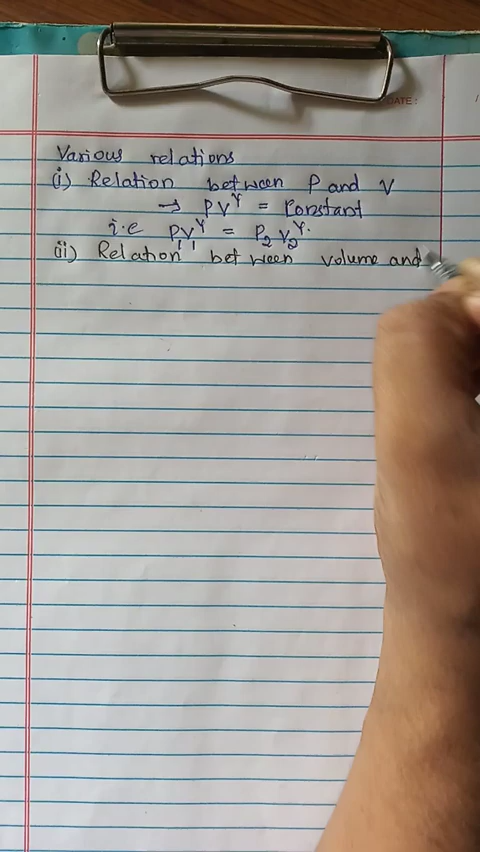 DATE :
Various relations
(i) Relation between P and V
→ PV^γ = Constant
i.e P₁V₁^γ = P₂V₂^γ.
(ii) Relation between volume and